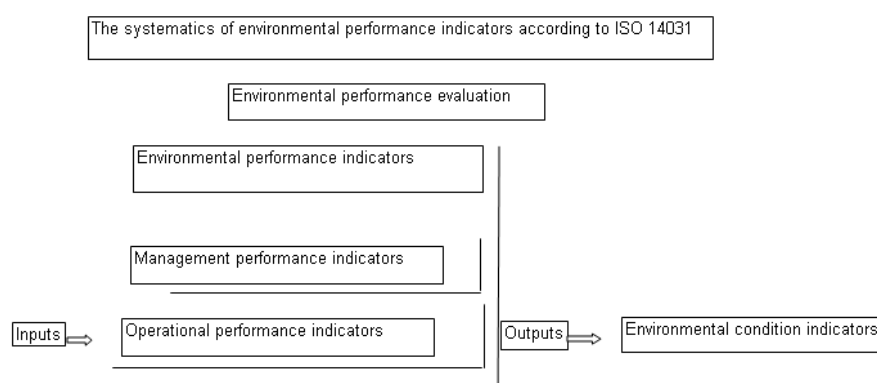 The systematics of environmental performance indicators according to ISO 14031
Environmental performance evaluation
Environmental performance indicators
Management performance indicators
Inputs
Operational performance indicators
Outputs
Environmental condition indicators